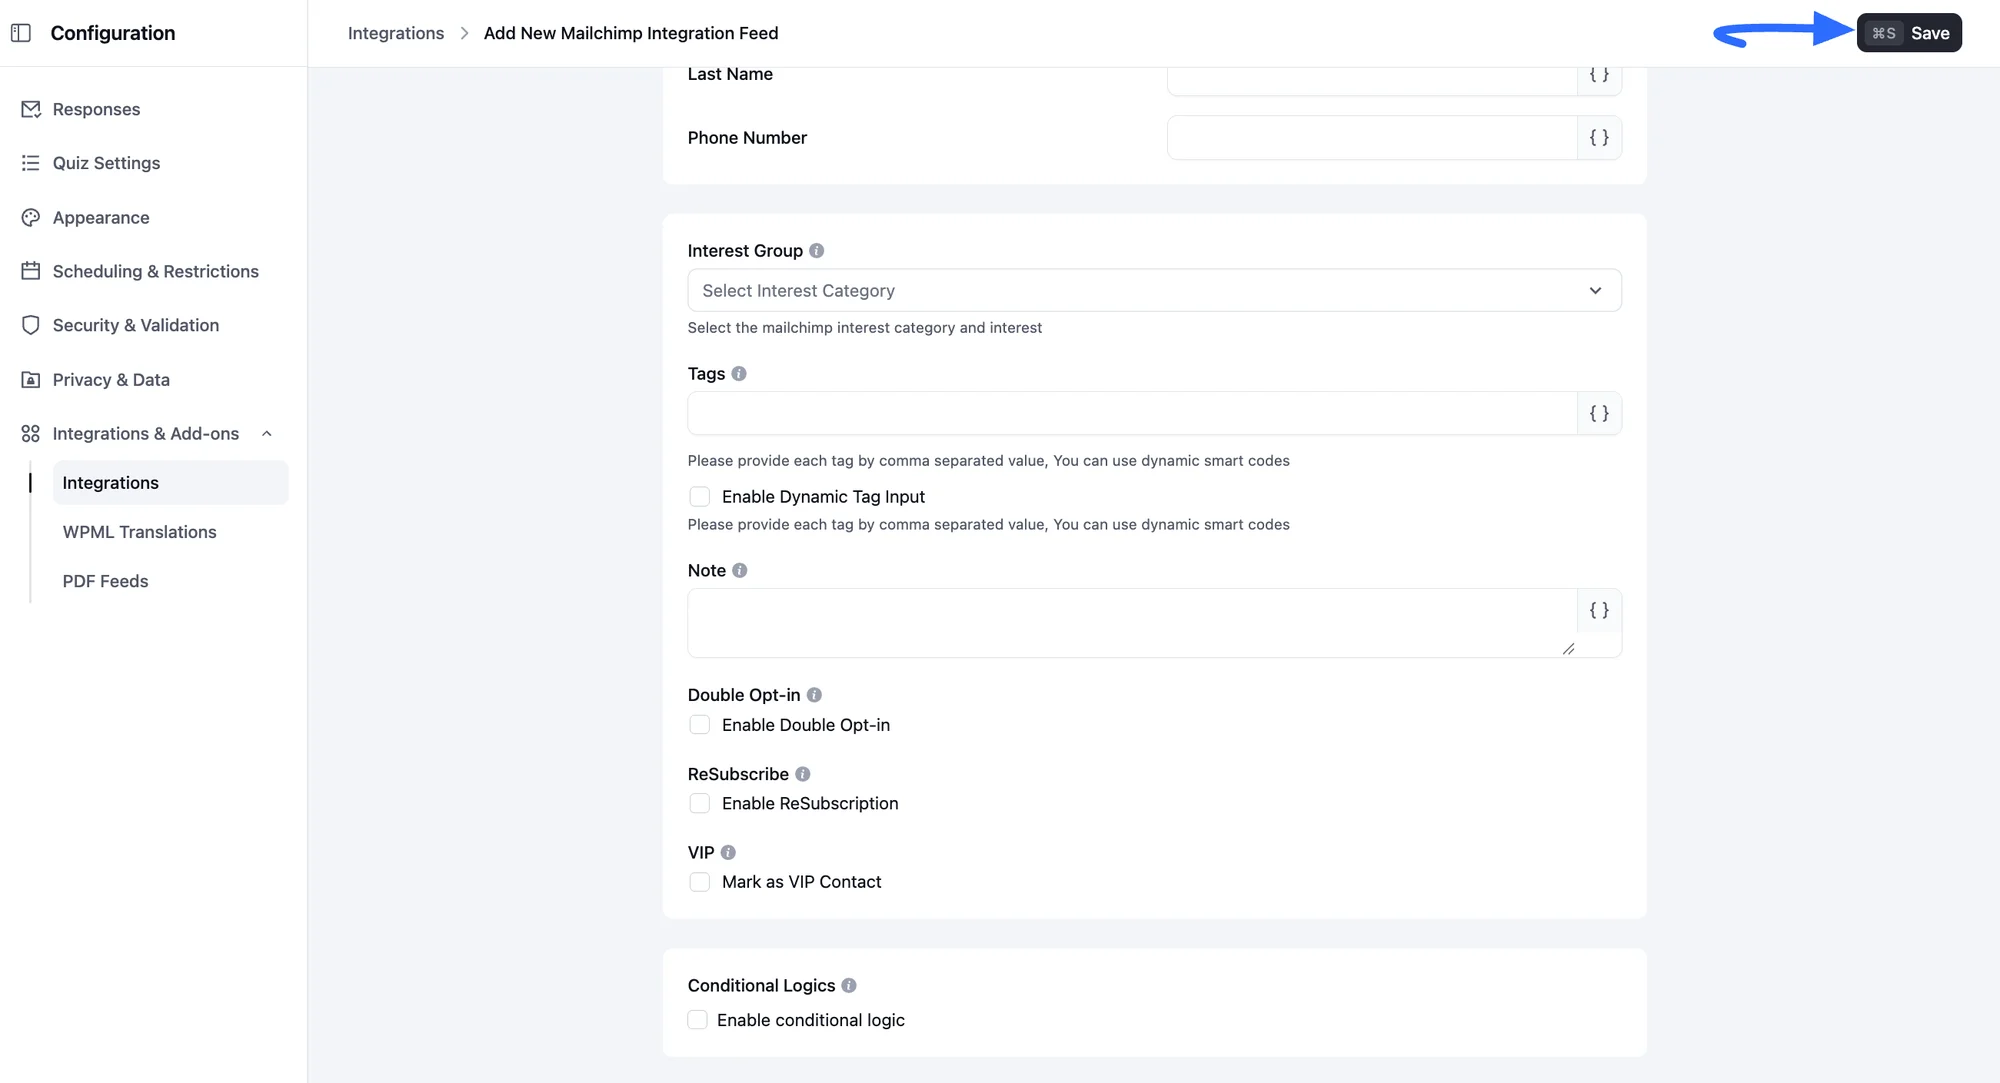 Configuration
Integrations > Add New Mailchimp Integration Feed
⌘S Save
Responses
Quiz Settings
Appearance
Scheduling & Restrictions
Security & Validation
Privacy & Data
Integrations & Add-ons
Integrations
WPML Translations
PDF Feeds
Last Name
{ }
Phone Number
{ }
Interest Group
Select Interest Category
Select the mailchimp interest category and interest
Tags
{ }
Please provide each tag by comma separated value, You can use dynamic smart codes
Enable Dynamic Tag Input
Please provide each tag by comma separated value, You can use dynamic smart codes
Note
{ }
Double Opt-in
Enable Double Opt-in
ReSubscribe
Enable ReSubscription
VIP
Mark as VIP Contact
Conditional Logics
Enable conditional logic